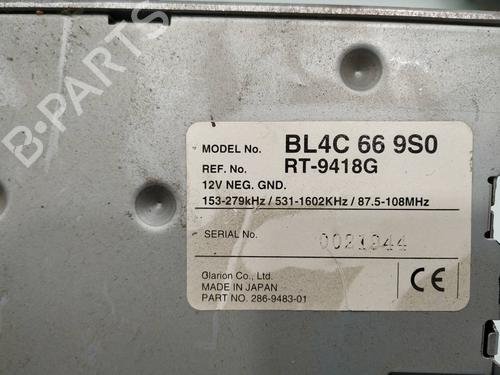 B-PARTS
MODEL No. BL4C 66 9S0
REF. No. RT-9418G
12V NEG. GND.
153-279kHz / 531-1602KHz / 87.5-108MHz
SERIAL No. 0021944
Clarion Co., Ltd.
MADE IN JAPAN
PART NO. 286-9483-01
CE